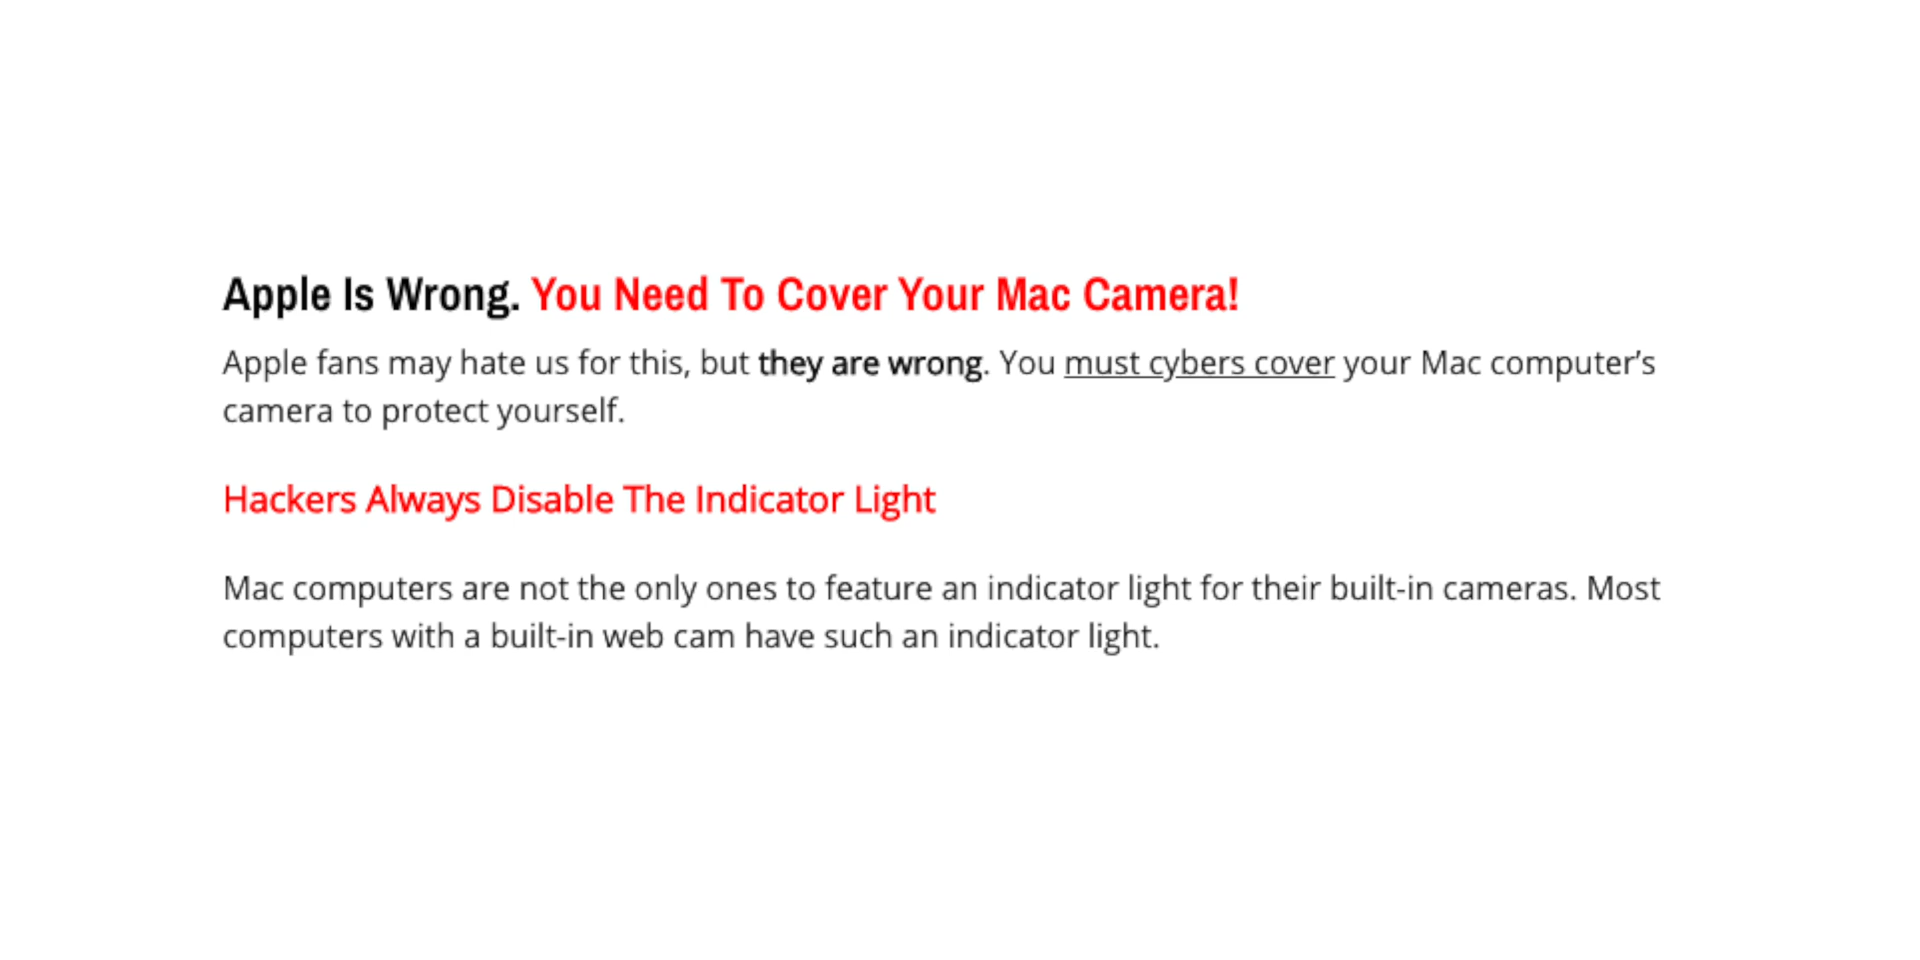 Apple Is Wrong. You Need To Cover Your Mac Camera!
Apple fans may hate us for this, but they are wrong. You must cybers cover your Mac computer’s
camera to protect yourself.
Hackers Always Disable The Indicator Light
Mac computers are not the only ones to feature an indicator light for their built-in cameras. Most
computers with a built-in web cam have such an indicator light.